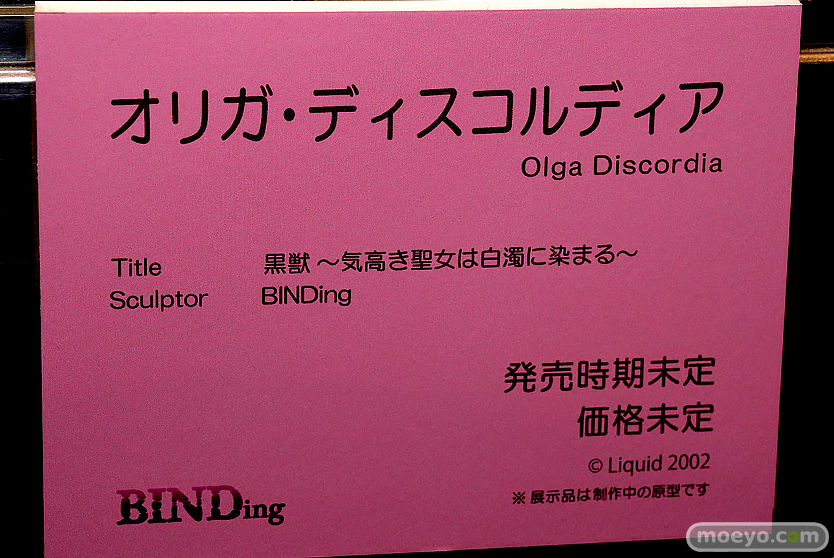 オリガ・ディスコルディア
Olga Discordia
Title 黒獣 ～気高き聖女は白濁に染まる～
Sculptor BINDing
発売時期未定
価格未定
© Liquid 2002
※展示品は制作中の原型です
BINDing
moeyo.com